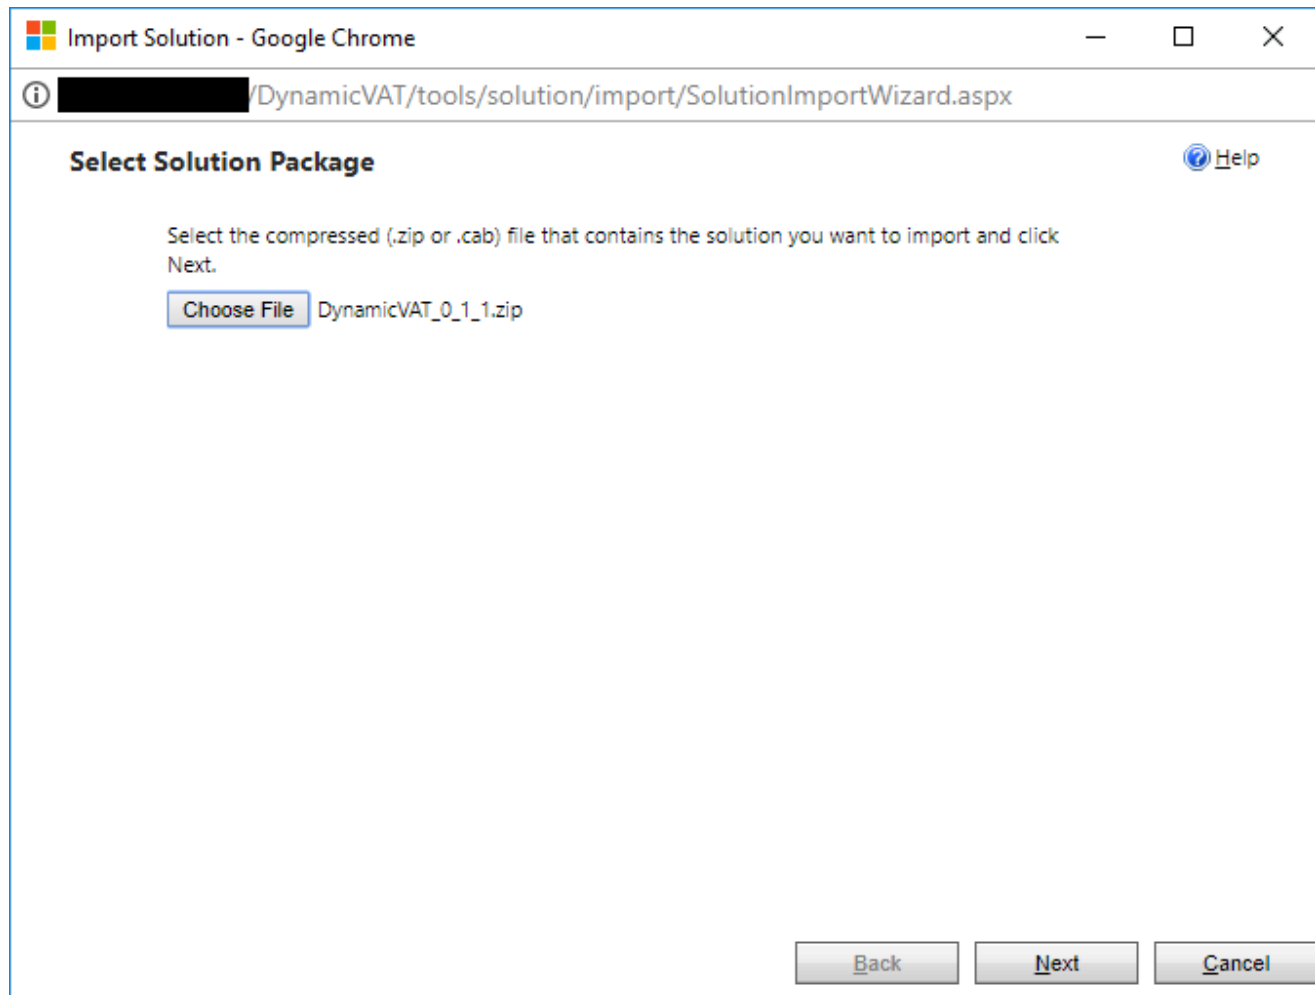 Import Solution - Google Chrome
/DynamicVAT/tools/solution/import/SolutionImportWizard.aspx
Select Solution Package
Help
Select the compressed (.zip or .cab) file that contains the solution you want to import and click
Next.
Choose File DynamicVAT_0_1_1.zip
Back Next Cancel